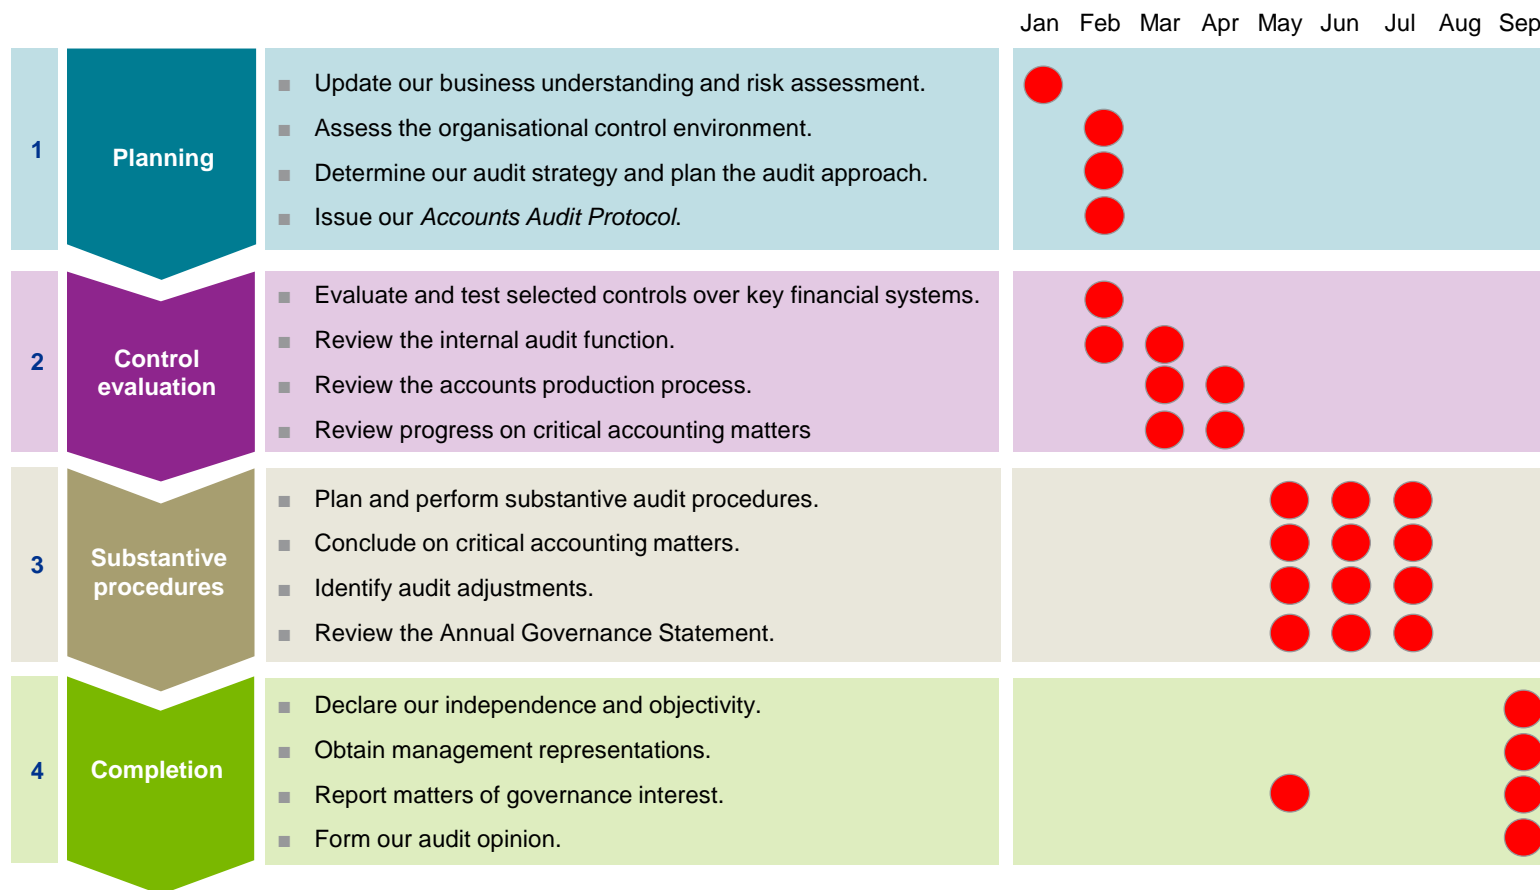 Jan Feb Mar Apr May Jun Jul Aug Sep
1
Planning
■ Update our business understanding and risk assessment.
■ Assess the organisational control environment.
■ Determine our audit strategy and plan the audit approach.
■ Issue our Accounts Audit Protocol.
2
Control
evaluation
■ Evaluate and test selected controls over key financial systems.
■ Review the internal audit function.
■ Review the accounts production process.
■ Review progress on critical accounting matters
3
Substantive
procedures
■ Plan and perform substantive audit procedures.
■ Conclude on critical accounting matters.
■ Identify audit adjustments.
■ Review the Annual Governance Statement.
4
Completion
■ Declare our independence and objectivity.
■ Obtain management representations.
■ Report matters of governance interest.
■ Form our audit opinion.